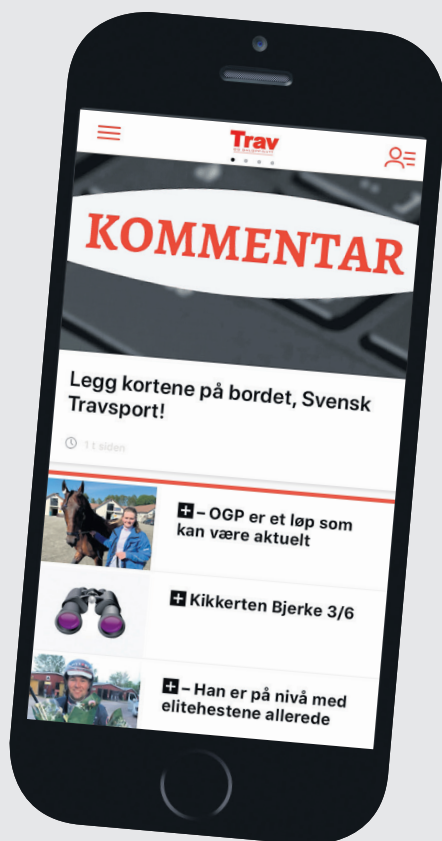 Trav
KOMMENTAR
Legg kortene på bordet, Svensk
Travsport!
1 t siden
– OGP er et løp som
kan være aktuelt
Kikkerten Bjerke 3/6
– Han er på nivå med
elitehestene allerede